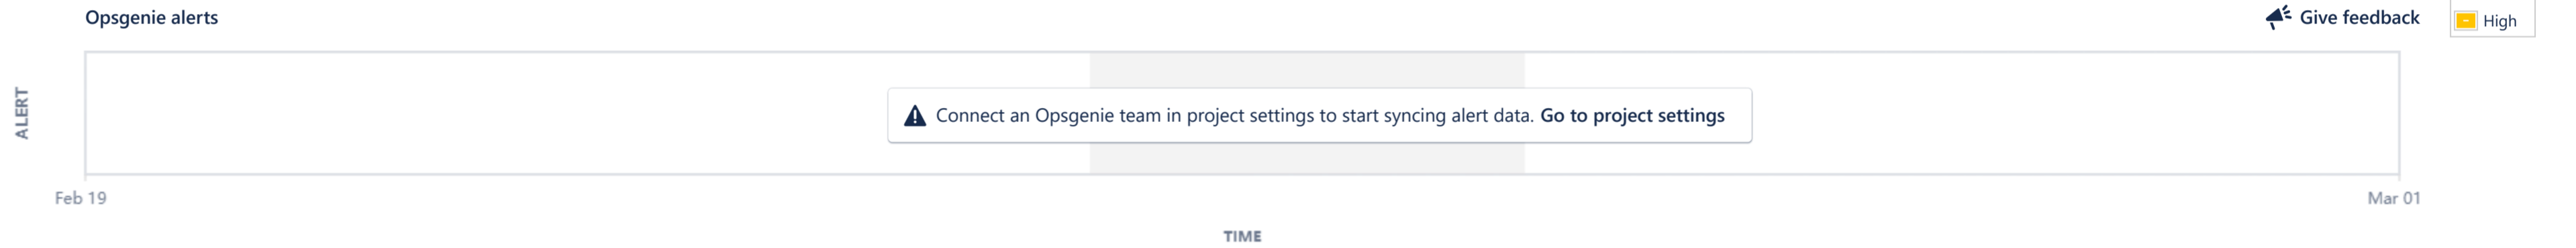 Opsgenie alerts
Give feedback
High
ALERT
Connect an Opsgenie team in project settings to start syncing alert data. Go to project settings
Feb 19
Mar 01
TIME